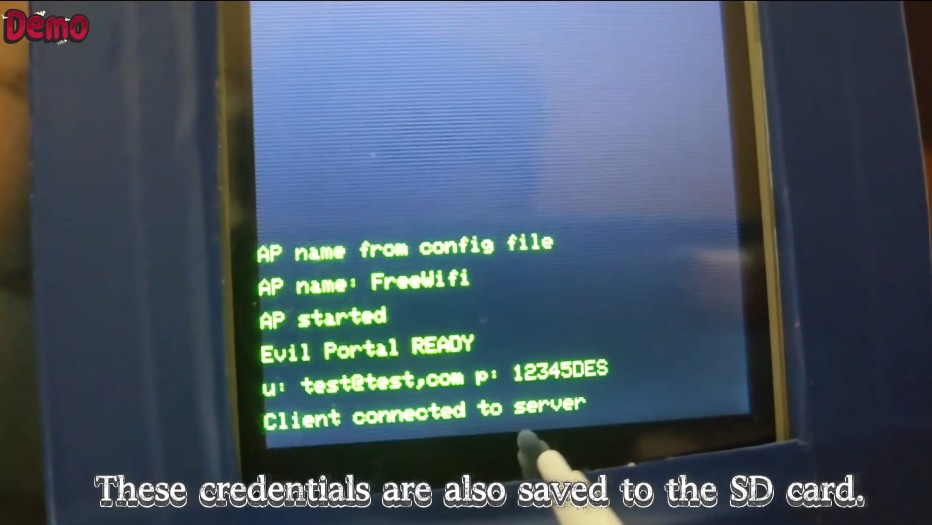 Demo
AP name from config file
AP name: FreeWifi
AP started
Evil Portal READY
u: test@test,com p: 12345DES
Client connected to server
These credentials are also saved to the SD card.